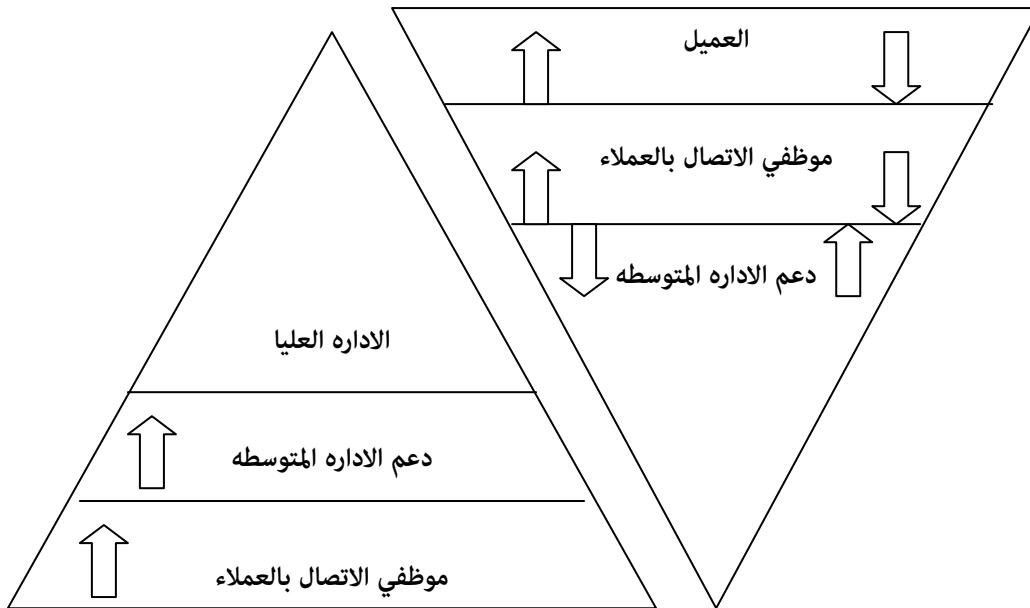 العميل
موظفي الاتصال بالعملاء
دعم الاداره المتوسطه
الاداره العليا
دعم الاداره المتوسطه
موظفي الاتصال بالعملاء